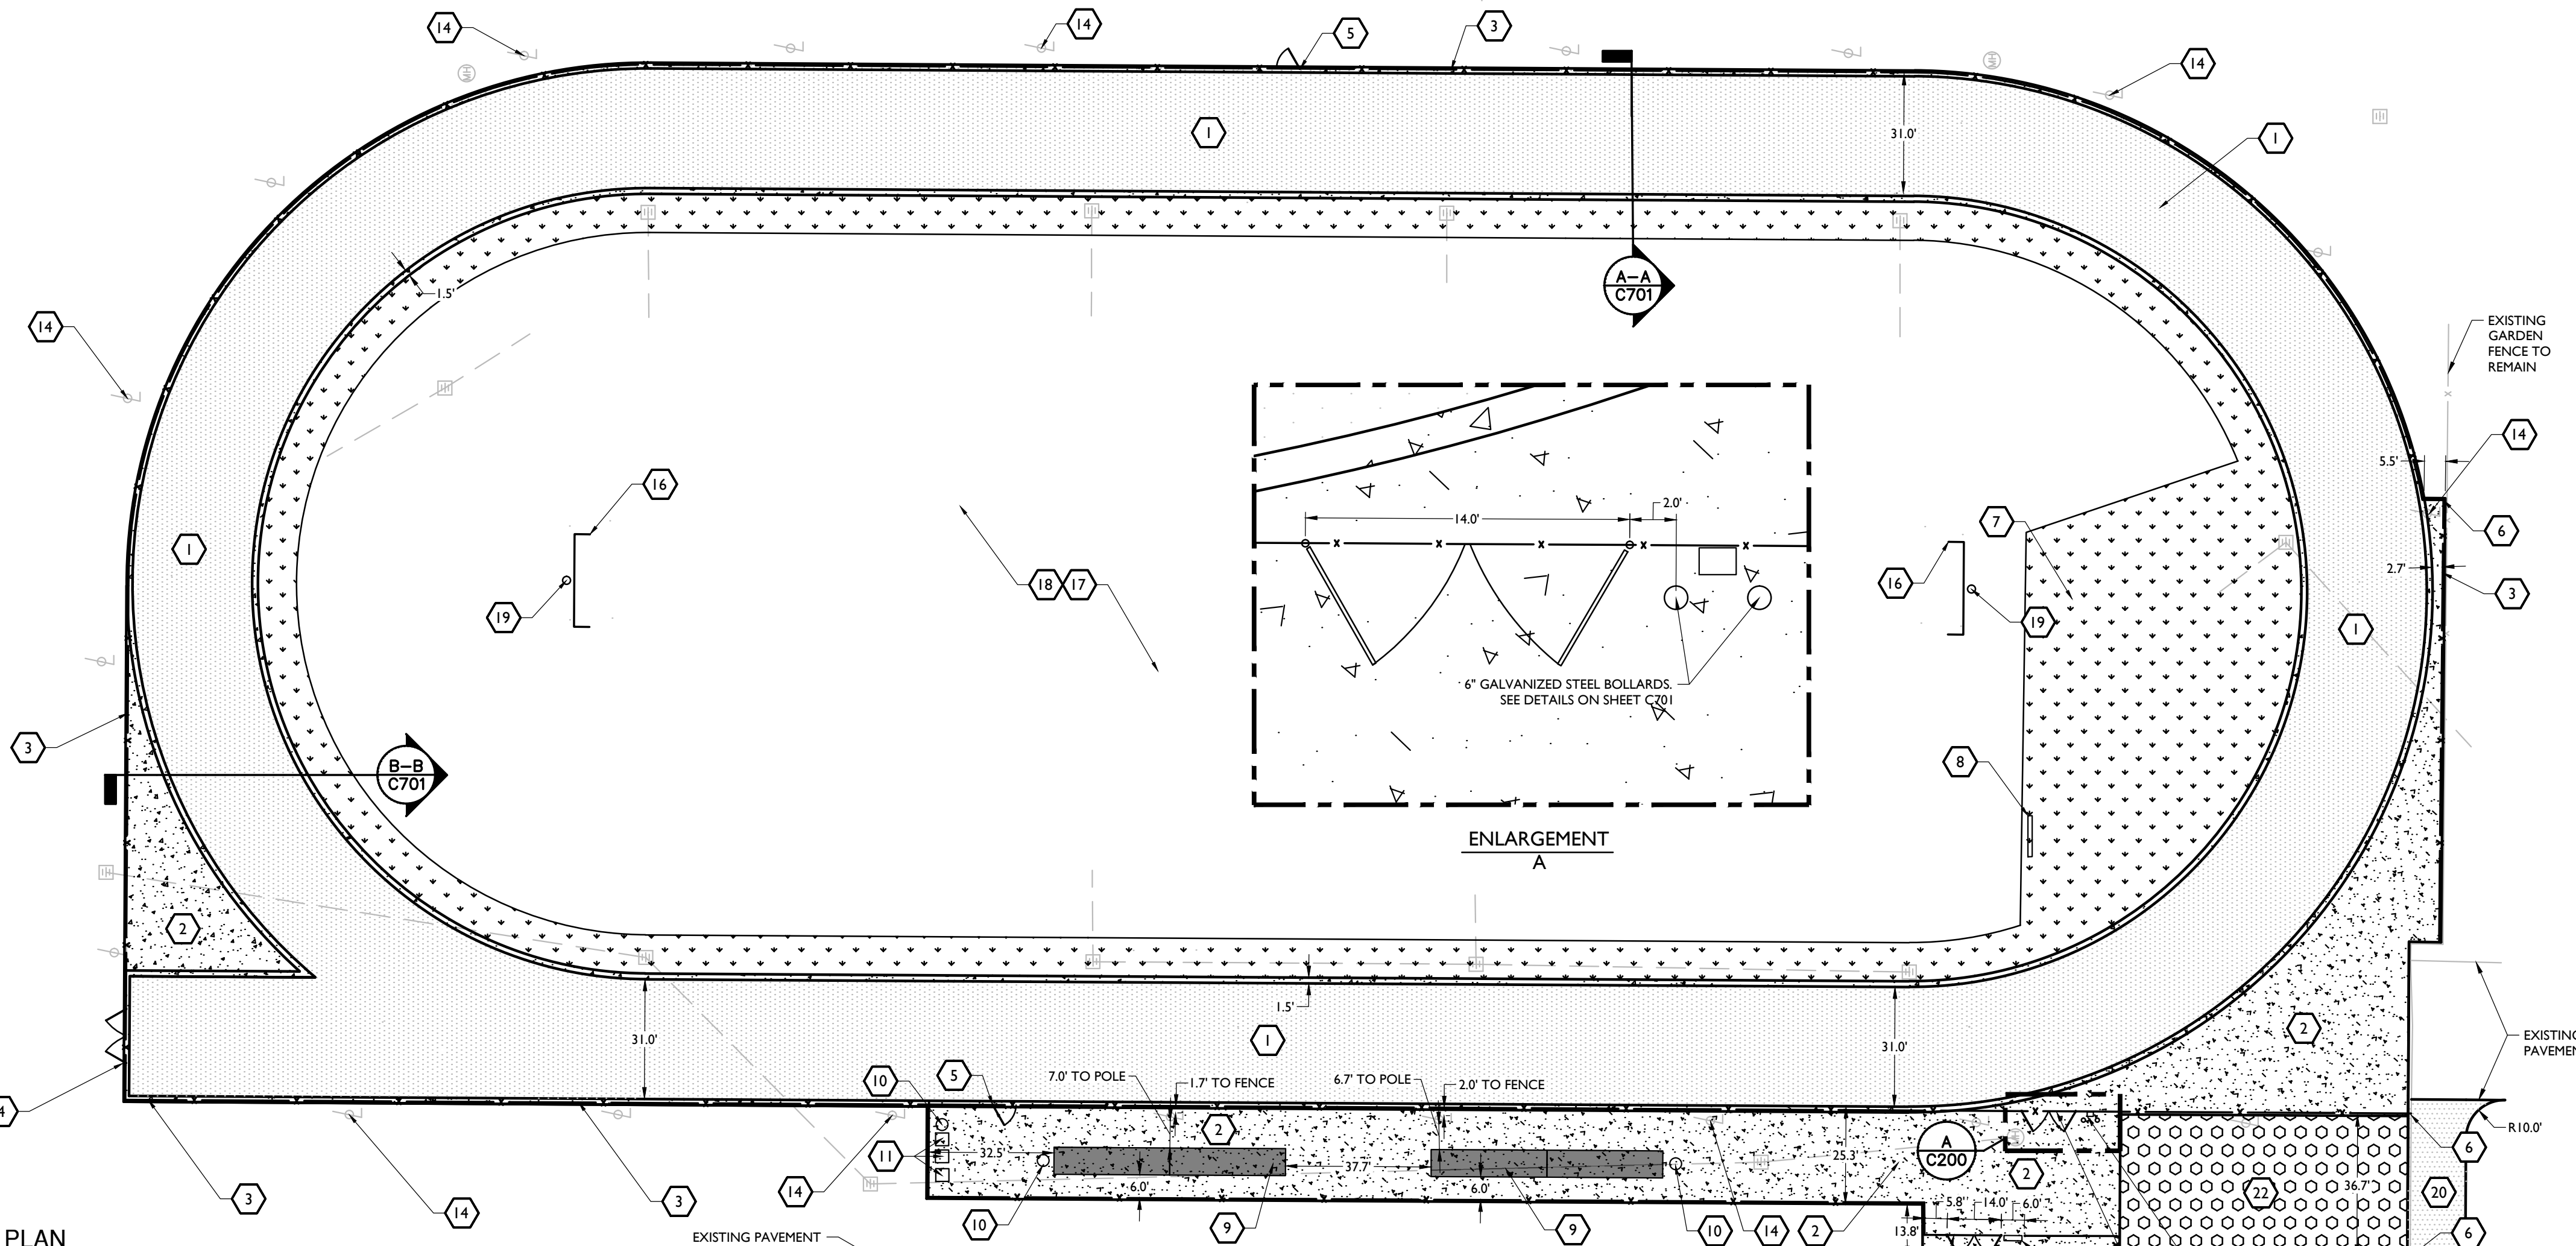 14
14
5
3
14
MH
MH
1
31.0'
1
1.5'
A-A
C701
14
EXISTING
GARDEN
FENCE TO
REMAIN
14
5.5'
16
2.0'
14.0'
7
6
1
18
17
16
2.7'
3
19
19
1
6" GALVANIZED STEEL BOLLARDS.
SEE DETAILS ON SHEET C701
3
B-B
C701
8
ENLARGEMENT
A
2
1.5'
2
31.0'
1
31.0'
EXISTING
10
5
7.0' TO POLE
1.7' TO FENCE
6.7' TO POLE
2.0' TO FENCE
4
2
R10.0'
11
32.5'
37.7'
25.3'
A
C200
6
6.0'
6.0'
2
3
14
3
14
22
36.7'
20
5.8'
14.0'
6.0'
10
9
9
10
14
2
13.8'
6
PLAN
EXISTING PAVEMENT